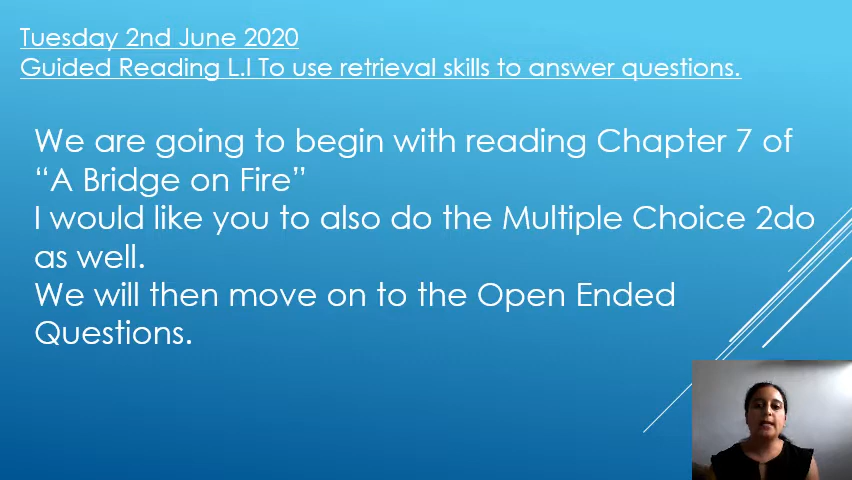 Tuesday 2nd June 2020
Guided Reading L.I To use retrieval skills to answer questions.
We are going to begin with reading Chapter 7 of
“A Bridge on Fire”
I would like you to also do the Multiple Choice 2do
as well.
We will then move on to the Open Ended
Questions.